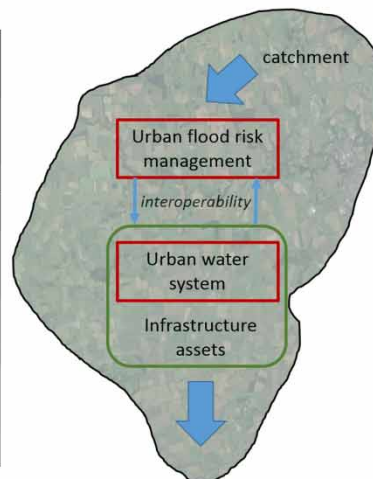 catchment
Urban flood risk
management
interoperability
Urban water
system
Infrastructure
assets